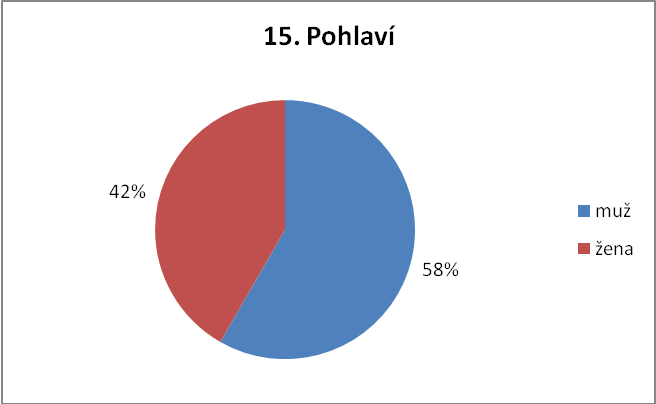 15. Pohlaví
42%
58%
muž
žena